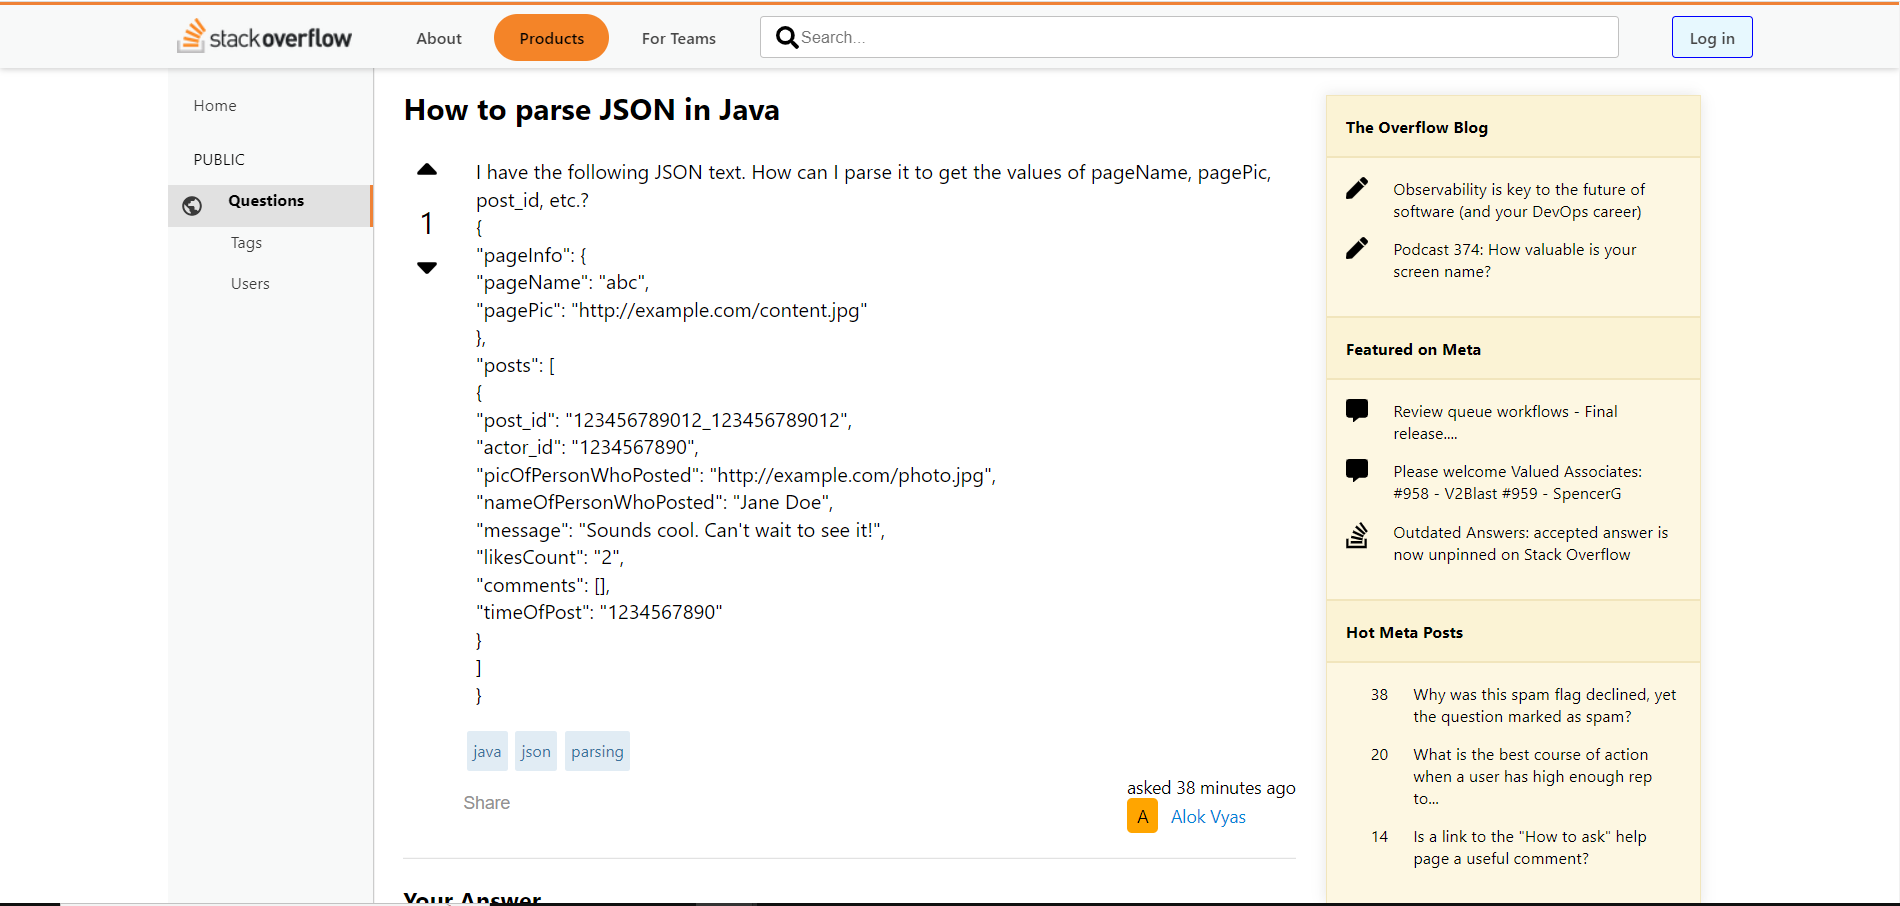 stackoverflow
About
Products
For Teams
Search...
Log in
Home
PUBLIC
Questions
Tags
Users
How to parse JSON in Java
1
I have the following JSON text. How can I parse it to get the values of pageName, pagePic,
post_id, etc.?
{
"pageInfo": {
"pageName": "abc",
"pagePic": "http://example.com/content.jpg"
},
"posts": [
{
"post_id": "123456789012_123456789012",
"actor_id": "1234567890",
"picOfPersonWhoPosted": "http://example.com/photo.jpg",
"nameOfPersonWhoPosted": "Jane Doe",
"message": "Sounds cool. Can't wait to see it!",
"likesCount": "2",
"comments": [],
"timeOfPost": "1234567890"
}
]
}
java
json
parsing
Share
asked 38 minutes ago
A
Alok Vyas
Your Answer
The Overflow Blog
Observability is key to the future of
software (and your DevOps career)
Podcast 374: How valuable is your
screen name?
Featured on Meta
Review queue workflows - Final
release....
Please welcome Valued Associates:
#958 - V2Blast #959 - SpencerG
Outdated Answers: accepted answer is
now unpinned on Stack Overflow
Hot Meta Posts
38 Why was this spam flag declined, yet
the question marked as spam?
20 What is the best course of action
when a user has high enough rep
to...
14 Is a link to the "How to ask" help
page a useful comment?